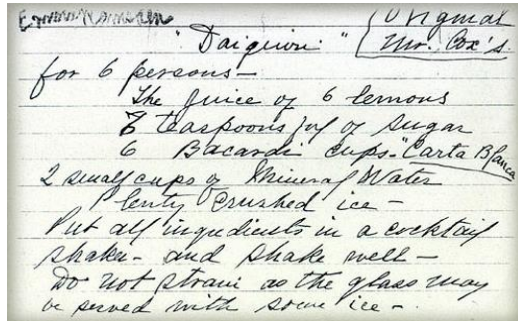 Original
"Daiquiri" Mr. Cox's
for 6 persons—
The juice of 6 lemons
teaspoons ful of sugar
6 Bacardi cups - "Carta Blanca
2 small cups of Mineral Water
Plenty crushed ice —
Put all ingredients in a cocktail
shaker - and shake well —
Do not strain as the glass may
be served with some ice —